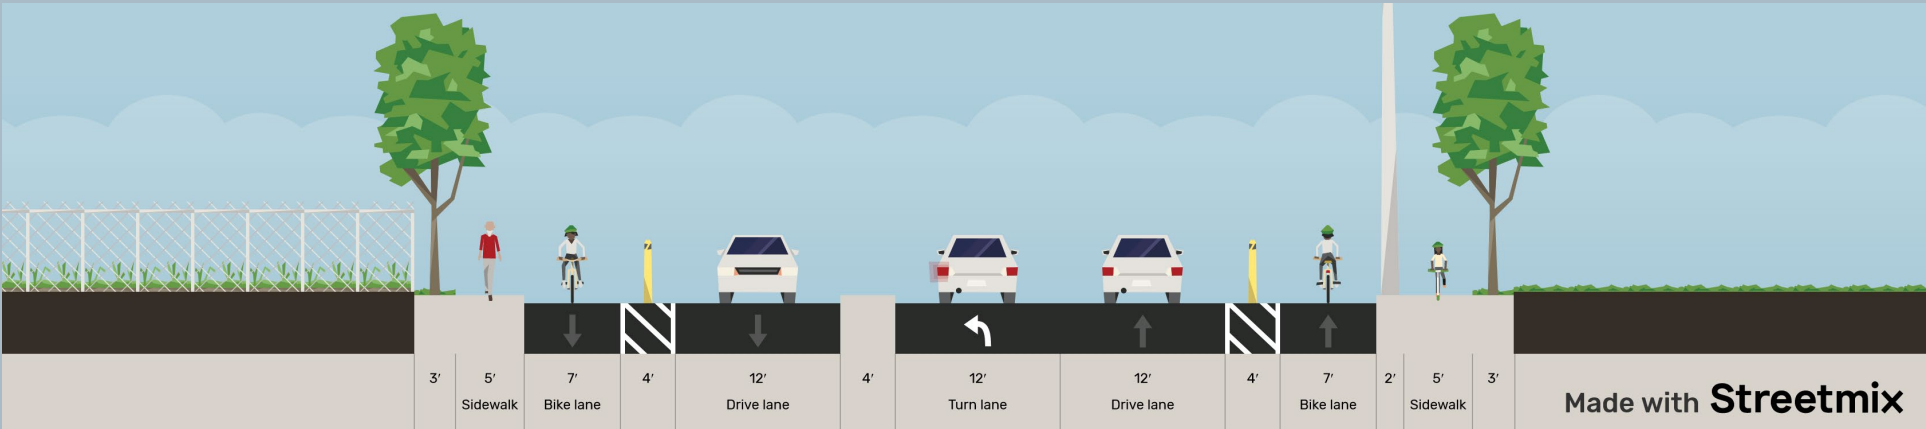 3′ 5′ 7′ 4′ 12′ 4′ 12′ 12′ 4′ 7′ 2′ 5′ 3′
Sidewalk Bike lane Drive lane Turn lane Drive lane Bike lane Sidewalk
Made with Streetmix